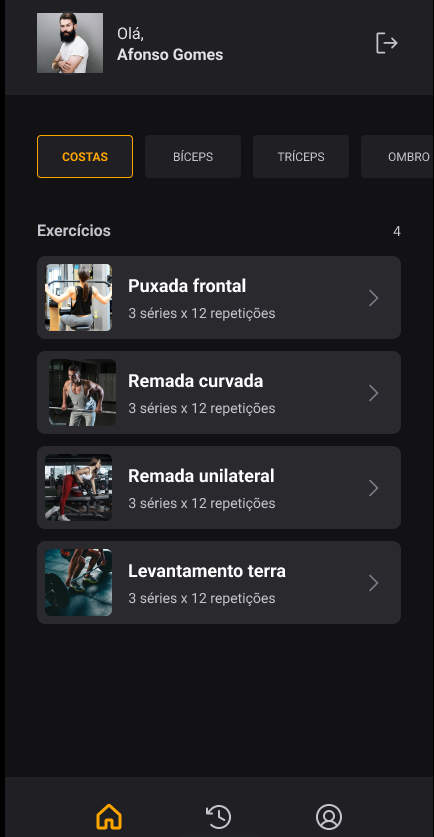 Olá,
Afonso Gomes
COSTAS
BÍCEPS
TRÍCEPS
OMBRO
Exercícios
4
Puxada frontal
3 séries x 12 repetições
Remada curvada
3 séries x 12 repetições
Remada unilateral
3 séries x 12 repetições
Levantamento terra
3 séries x 12 repetições